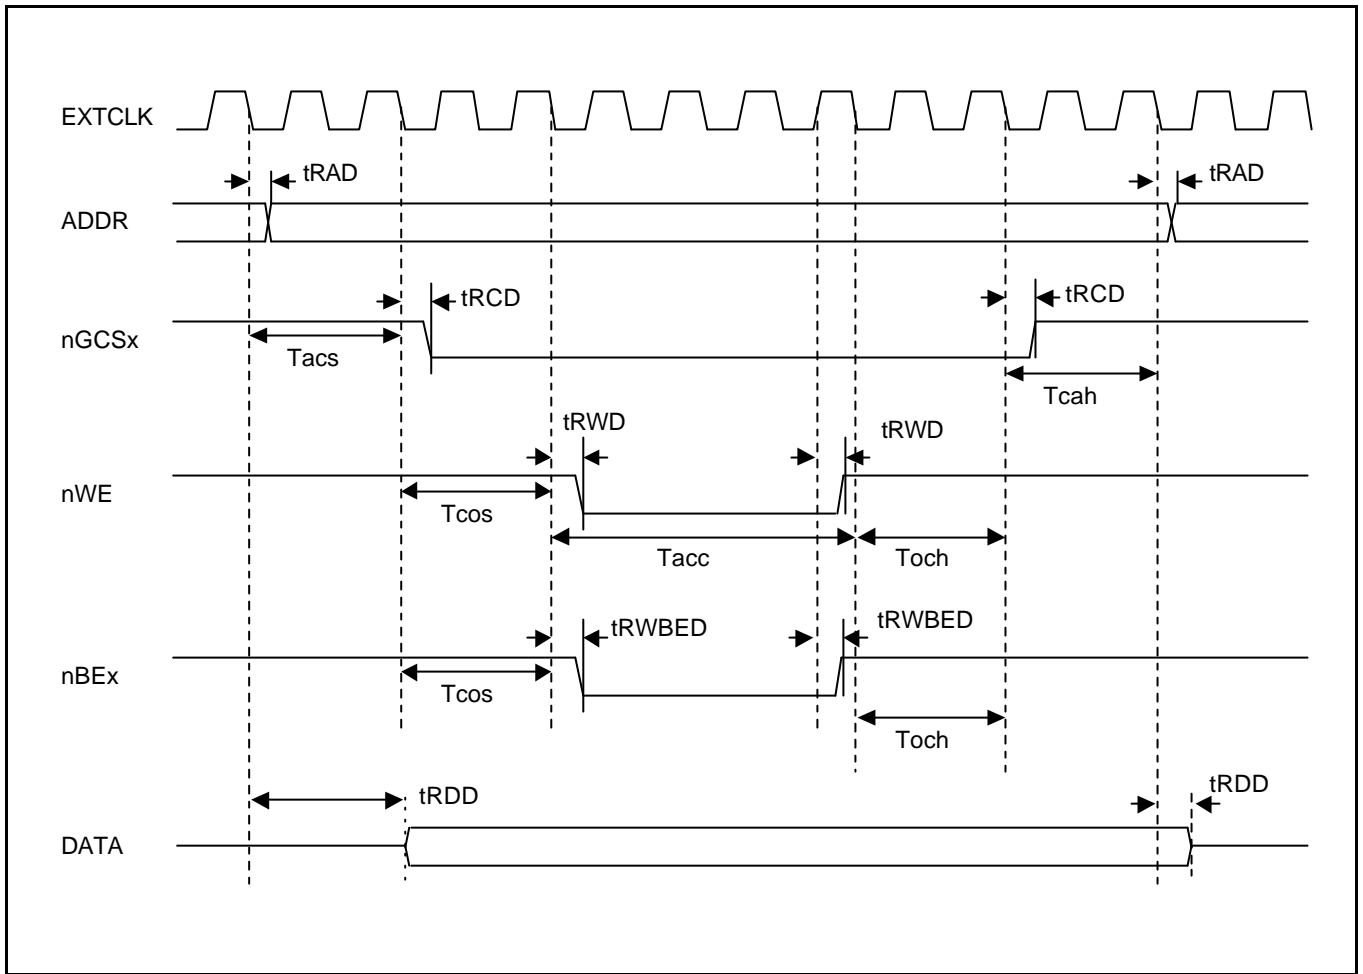 EXTCLK
tRAD tRAD
ADDR
tRCD tRCD
nGCSx
Tacs
Tcah
tRWD tRWD
nWE
Tcos
Tacc Toch
tRWBED tRWBED
nBEx
Tcos
Toch
tRDD tRDD
DATA